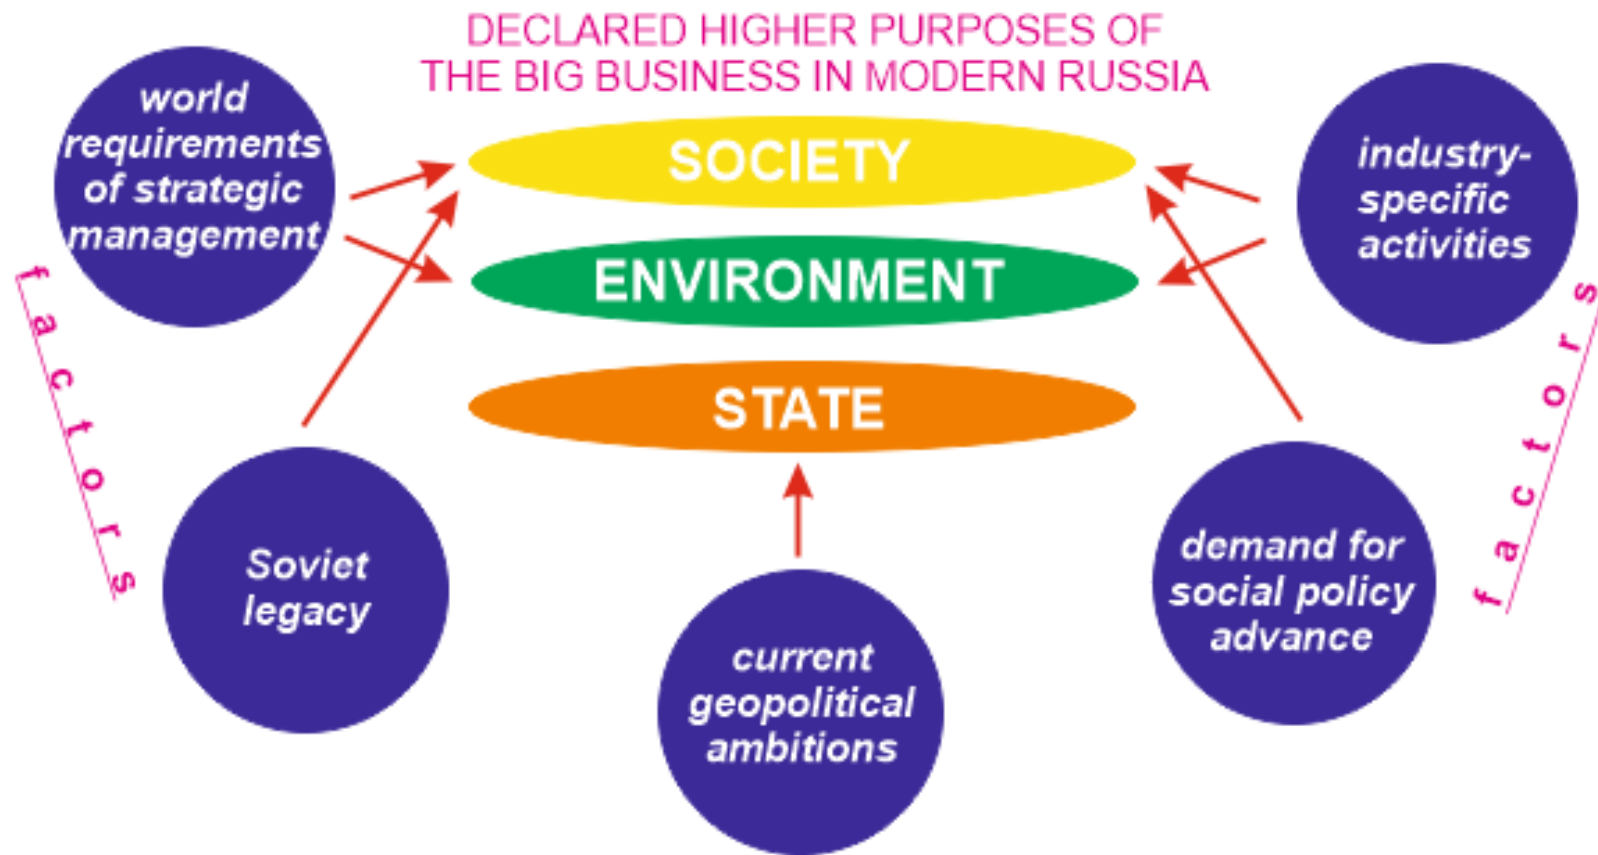 DECLARED HIGHER PURPOSES OF
THE BIG BUSINESS IN MODERN RUSSIA
world
requirements
of strategic
management
SOCIETY
ENVIRONMENT
STATE
industry-
specific
activities
factors
factors
Soviet
legacy
current
geopolitical
ambitions
demand for
social policy
advance